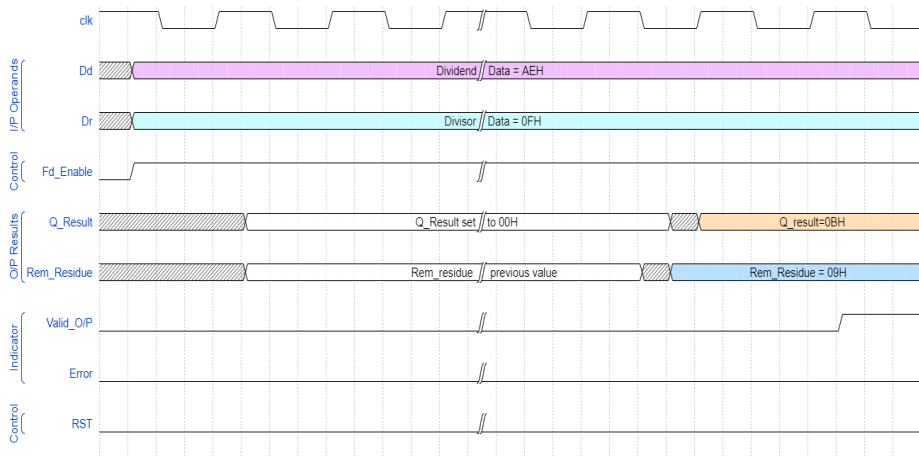 clk
I/P Operands
Dd
Dividend Data = AEH
Dr
Divisor Data = 0FH
Control
Fd_Enable
O/P Results
Q_Result
Q_Result set to 00H
Q_result=0BH
Rem_Residue
Rem_residue previous value
Rem_Residue = 09H
Indicator
Valid_O/P
Error
Control
RST